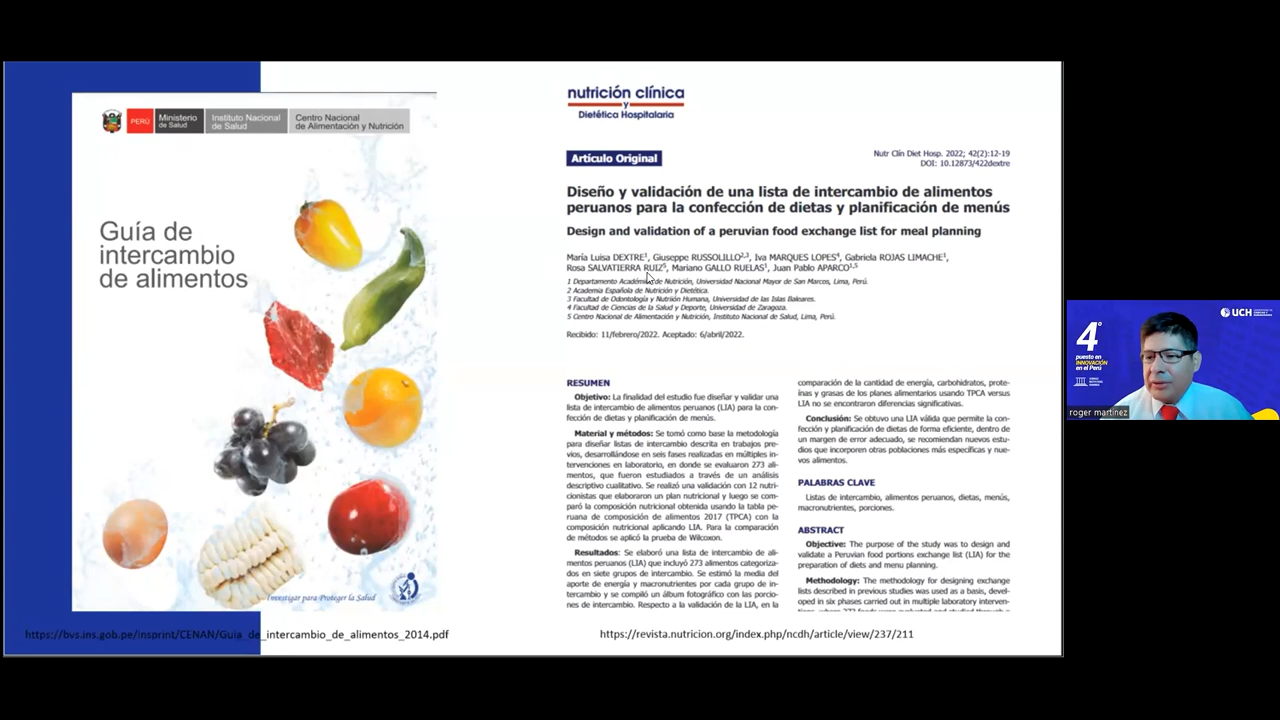 PERÚ
Ministerio
de Salud
Instituto Nacional
de Salud
Centro Nacional
de Alimentación y Nutrición
Guía de
intercambio
de alimentos
Investigar para Proteger la Salud
https://bvs.ins.gob.pe/insprint/CENAN/Guia_de_intercambio_de_alimentos_2014.pdf
nutrición clínica
y
Dietética Hospitalaria
Artículo Original
Nutr Clín Diet Hosp. 2022; 42(2):12-19
DOI: 10.12873/422dextre
Diseño y validación de una lista de intercambio de alimentos
peruanos para la confección de dietas y planificación de menús
Design and validation of a peruvian food exchange list for meal planning
María Luisa DEXTRE1, Giuseppe RUSSOLILLO2,3, Iva MARQUES LOPES4, Gabriela ROJAS LIMACHE1,
Rosa SALVATIERRA RUIZ5, Mariano GALLO RUELAS1, Juan Pablo APARCO1,5
1 Departamento Académico de Nutrición, Universidad Nacional Mayor de San Marcos, Lima, Perú.
2 Academia Española de Nutrición y Dietética.
3 Facultad de Odontología y Nutrición Humana, Universidad de las Islas Baleares.
4 Facultad de Ciencias de la Salud y Deporte, Universidad de Zaragoza.
5 Centro Nacional de Alimentación y Nutrición, Instituto Nacional de Salud, Lima, Perú.
Recibido: 11/febrero/2022. Aceptado: 6/abril/2022.
RESUMEN
Objetivo: La finalidad del estudio fue diseñar y validar una
lista de intercambio de alimentos peruanos (LIA) para la con-
fección de dietas y planificación de menús.
Material y métodos: Se tomó como base la metodología
para diseñar listas de intercambio descrita en trabajos pre-
vios, desarrollándose en seis fases realizadas en múltiples in-
tervenciones en laboratorio, en donde se evaluaron 273 ali-
mentos, que fueron estudiados a través de un análisis
descriptivo cualitativo. Se realizó una validación con 12 nutri-
cionistas que elaboraron un plan nutricional y luego se com-
paró la composición nutricional obtenida usando la tabla pe-
ruana de composición de alimentos 2017 (TPCA) con la
composición nutricional aplicando LIA. Para la comparación
de métodos se aplicó la prueba de Wilcoxon.
Resultados: Se elaboró una lista de intercambio de ali-
mentos peruanos (LIA) que incluyó 273 alimentos categoriza-
dos en siete grupos de intercambio. Se estimó la media del
aporte de energía y macronutrientes por cada grupo de in-
tercambio y se compiló un álbum fotográfico con las porcio-
nes de intercambio. Respecto a la validación de la LIA, en la
comparación de la cantidad de energía, carbohidratos, prote-
ínas y grasas de los planes alimentarios usando TPCA versus
LIA no se encontraron diferencias significativas.
Conclusión: Se obtuvo una LIA válida que permite la con-
fección y planificación de dietas de forma eficiente, dentro de
un margen de error adecuado, se recomiendan nuevos estu-
dios que incorporen otras poblaciones más específicas y nue-
vos alimentos.
PALABRAS CLAVE
Listas de intercambio, alimentos peruanos, dietas, menús,
macronutrientes, porciones.
ABSTRACT
Objective: The purpose of the study was to design and
validate a Peruvian food portions exchange list (LIA) for the
preparation of diets and menu planning.
Methodology: The methodology for designing exchange
lists described in previous studies was used as a basis, devel-
oped in six phases carried out in multiple laboratory interven-
https://revista.nutricion.org/index.php/ncdh/article/view/237/211
UCH
4°
puesto en
INNOVACIÓN
en el Perú
roger martinez